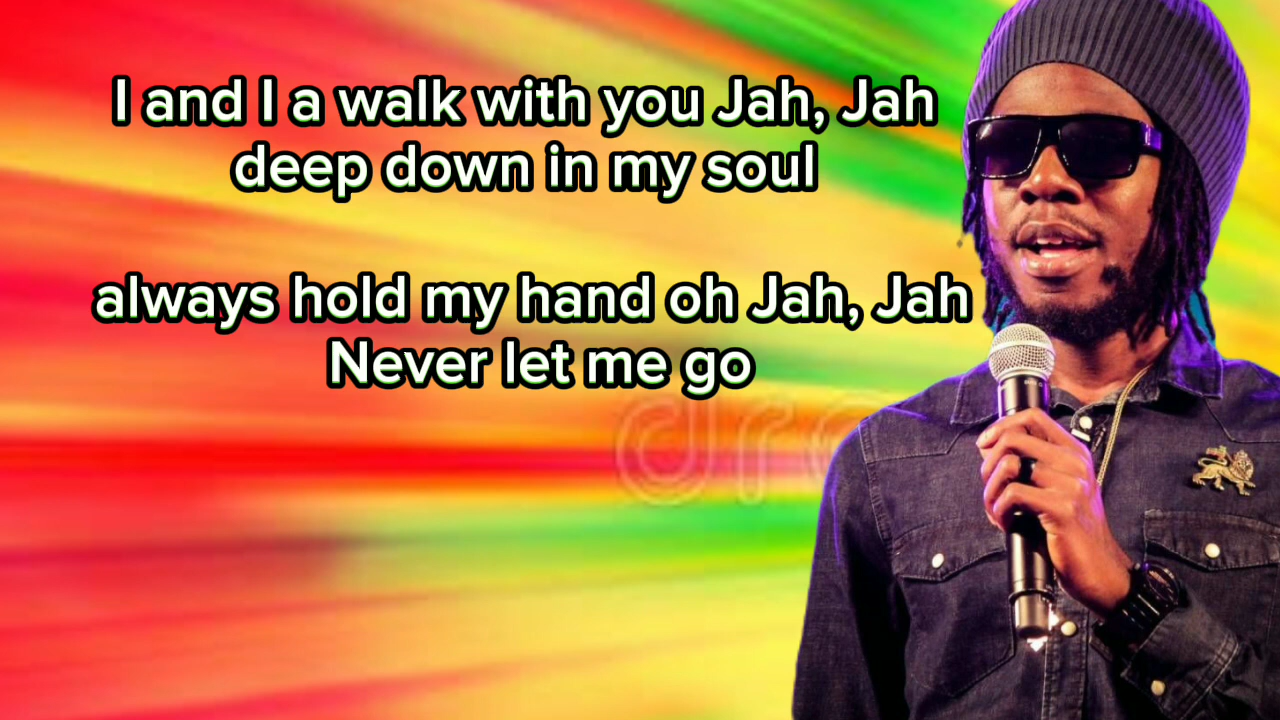 I and I a walk with you Jah, Jah
deep down in my soul
always hold my hand oh Jah, Jah
Never let me go